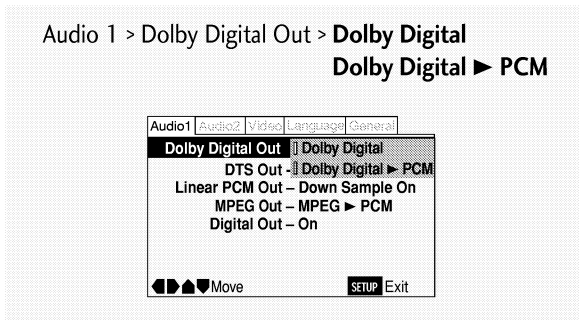 Audio 1 > Dolby Digital Out > Dolby Digital
Dolby Digital ► PCM
Audio1 Audio2 Video Language General
Dolby Digital Out ▯ Dolby Digital
DTS Out - ▯ Dolby Digital ► PCM
Linear PCM Out – Down Sample On
MPEG Out – MPEG ► PCM
Digital Out – On
Move SETUP Exit